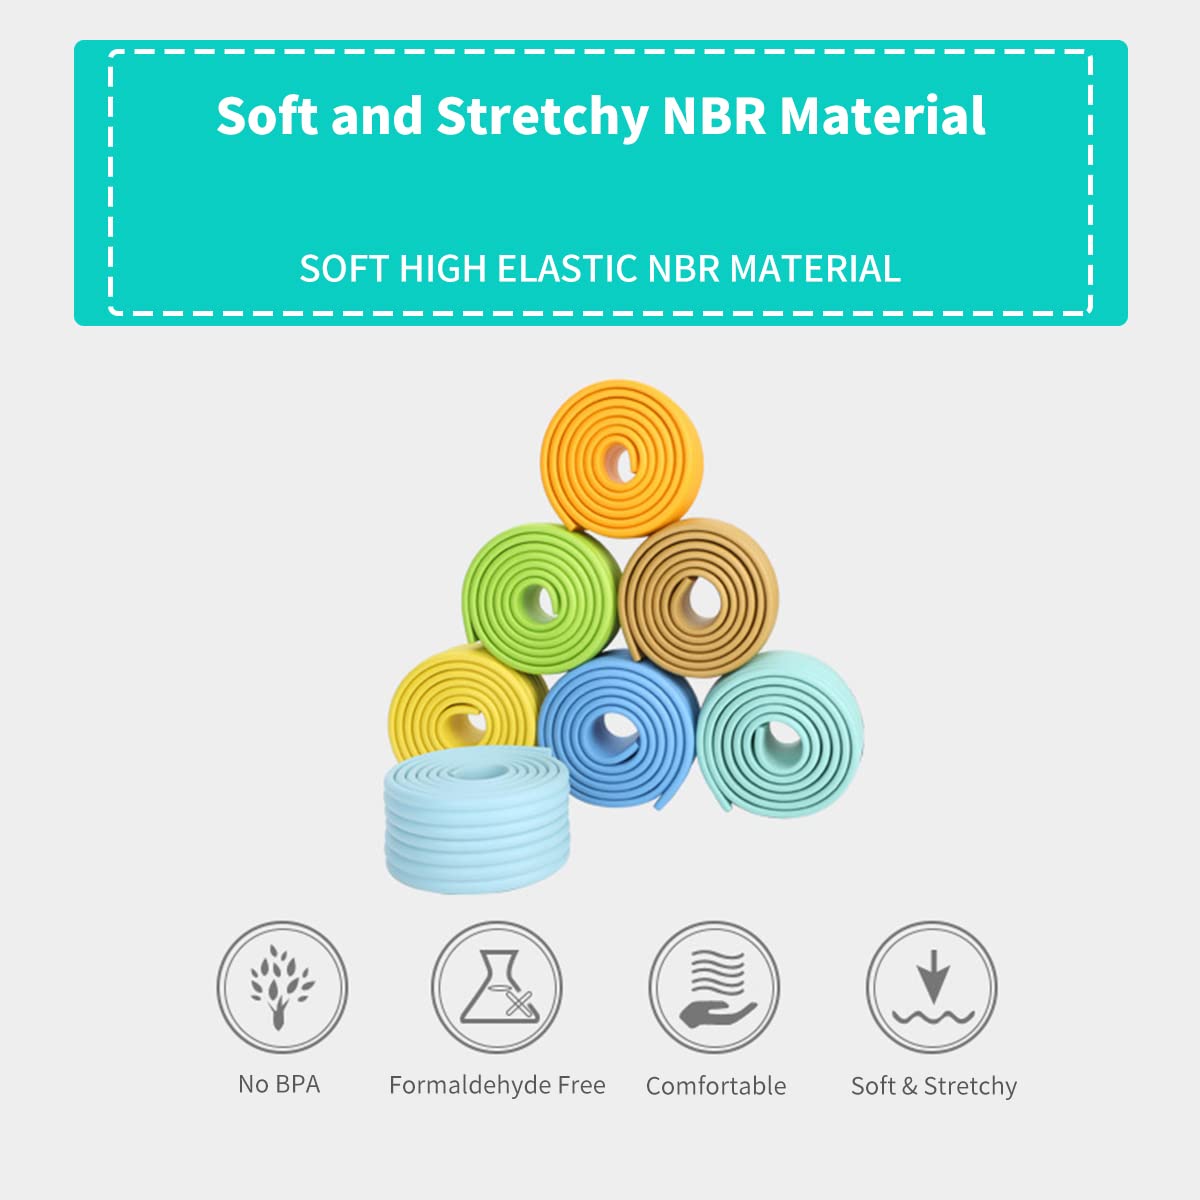 Soft and Stretchy NBR Material
SOFT HIGH ELASTIC NBR MATERIAL
No BPA
Formaldehyde Free
Comfortable
Soft & Stretchy